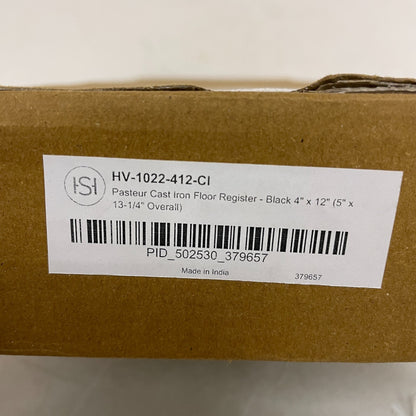 HSH
HV-1022-412-CI
Pasteur Cast Iron Floor Register - Black 4" x 12" (5" x
13-1/4" Overall)
PID_502530_379657
Made in India
379657